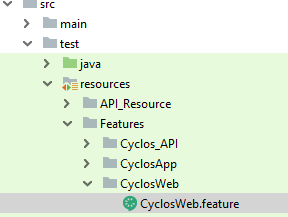 src
main
test
java
resources
API_Resource
Features
Cyclos_API
CyclosApp
CyclosWeb
CyclosWeb.feature